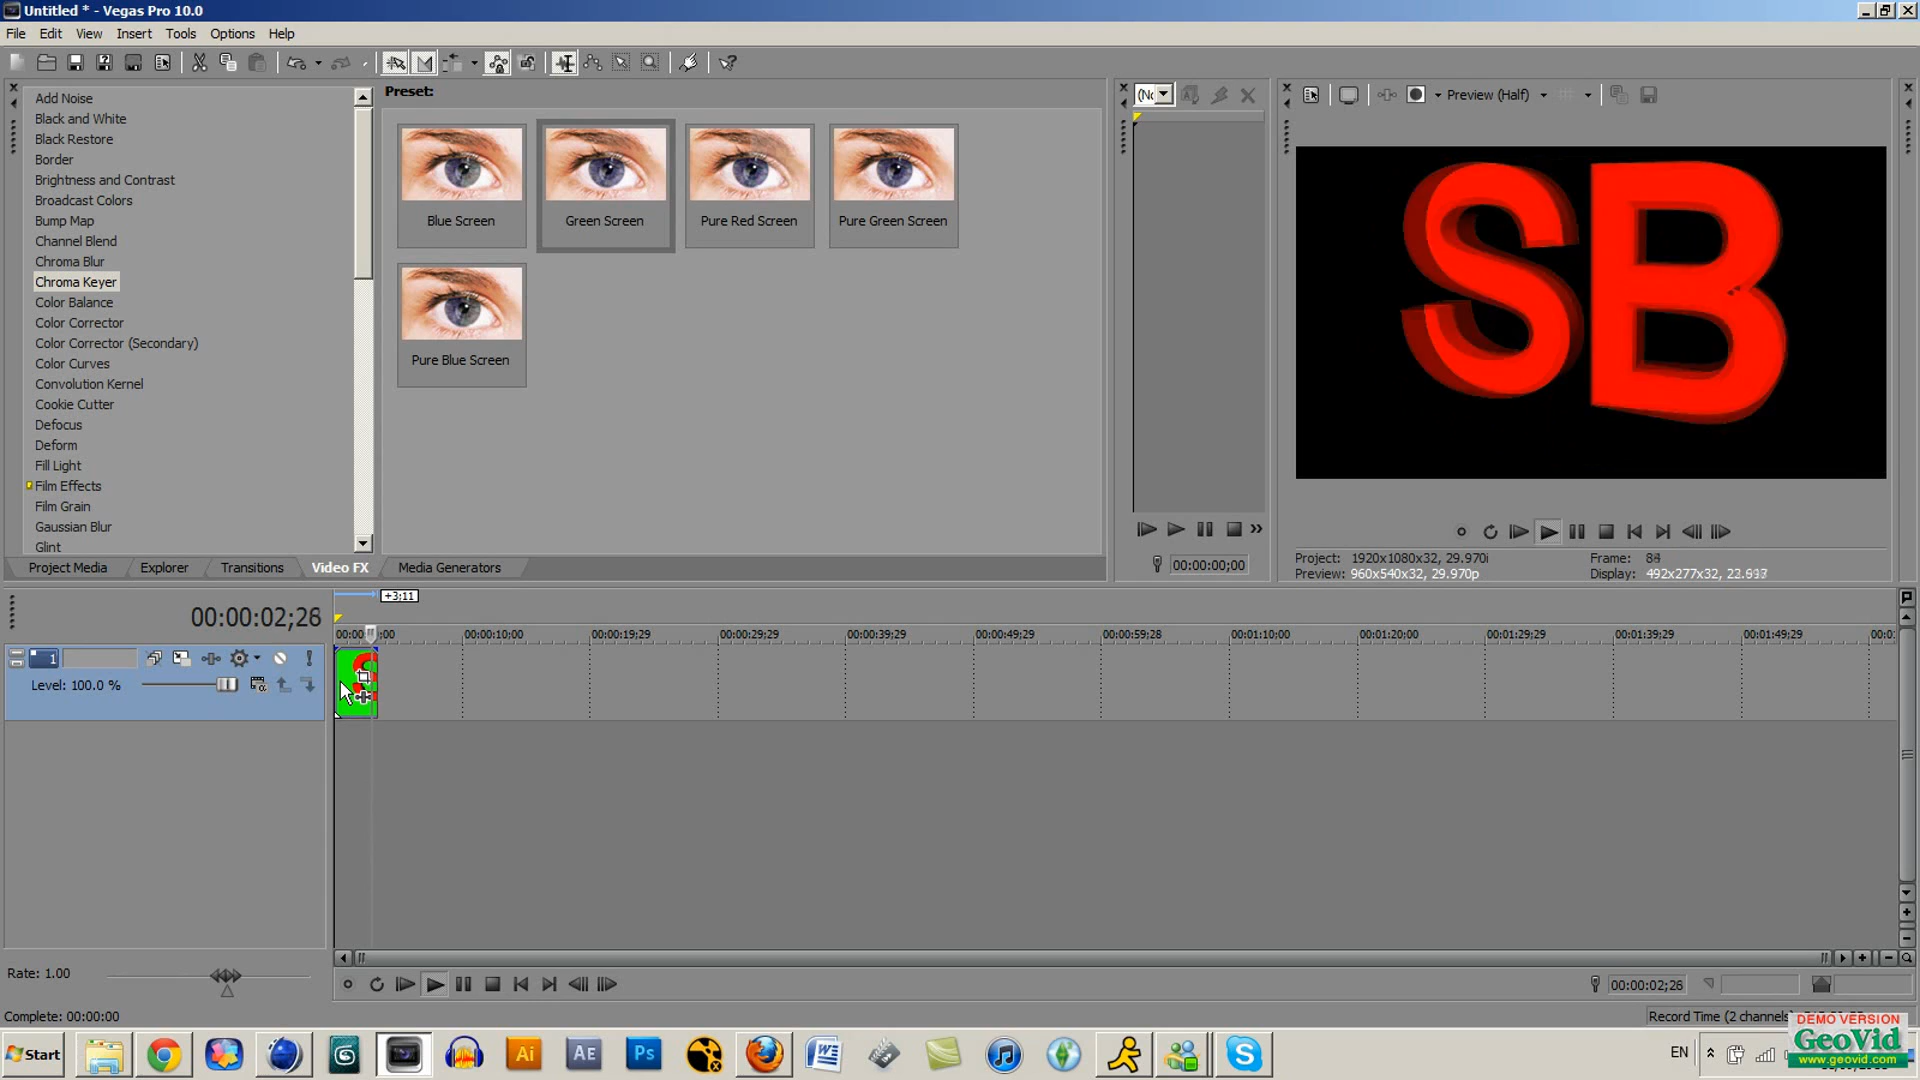 Untitled * - Vegas Pro 10.0
File Edit View Insert Tools Options Help
Add Noise
Black and White
Black Restore
Border
Brightness and Contrast
Broadcast Colors
Bump Map
Channel Blend
Chroma Blur
Chroma Keyer
Color Balance
Color Corrector
Color Corrector (Secondary)
Color Curves
Convolution Kernel
Cookie Cutter
Defocus
Deform
Fill Light
Film Effects
Film Grain
Gaussian Blur
Glint
Preset:
Blue Screen
Green Screen
Pure Red Screen
Pure Green Screen
Pure Blue Screen
Project Media Explorer Transitions Video FX Media Generators
00:00:00;00
Preview (Half)
SB
Project: 1920x1080x32, 29.970i
Preview: 960x540x32, 29.970p
Frame:
Display: 492x277x32,
+3:11
00:00:02;26
00:00:10;00 00:00:19;29 00:00:29;29 00:00:39;29 00:00:49;29 00:00:59;28 00:01:10;00 00:01:20;00 00:01:29;29 00:01:39;29 00:01:49;29
1
Level: 100.0 %
Rate: 1.00
00:00:02;26
Complete: 00:00:00
Record Time (2 channels)
Start
Ai
AE
Ps
EN
DEMO VERSION
GeoVid
www.geovid.com